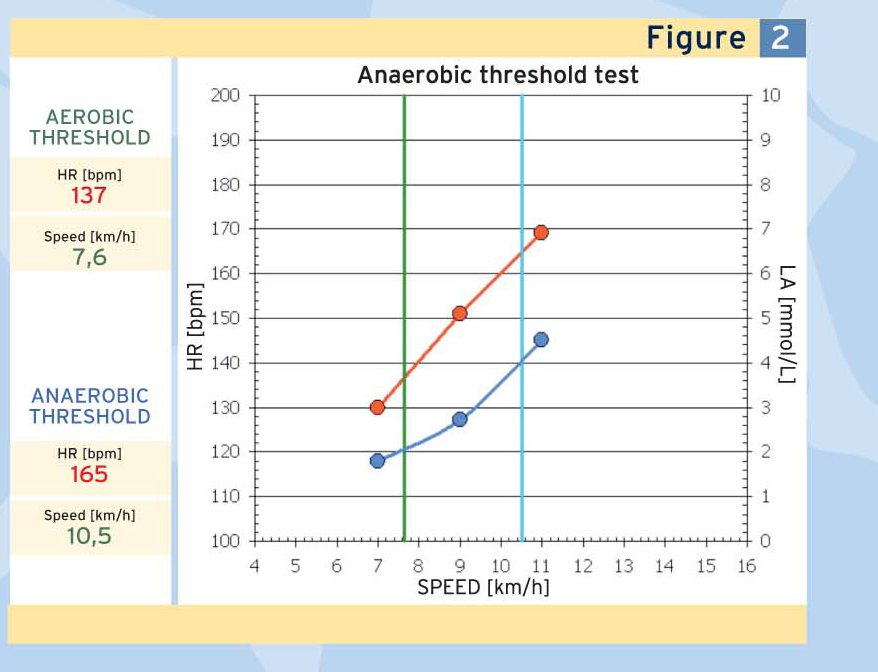 Figure 2
Anaerobic threshold test
AEROBIC
THRESHOLD
HR [bpm]
137
Speed [km/h]
7,6
ANAEROBIC
THRESHOLD
HR [bpm]
165
Speed [km/h]
10,5
HR [bpm]
200
190
180
170
160
150
140
130
120
110
100
10
9
8
7
6
5
4
3
2
1
0
LA [mmol/L]
4 5 6 7 8 9 10 11 12 13 14 15 16
SPEED [km/h]